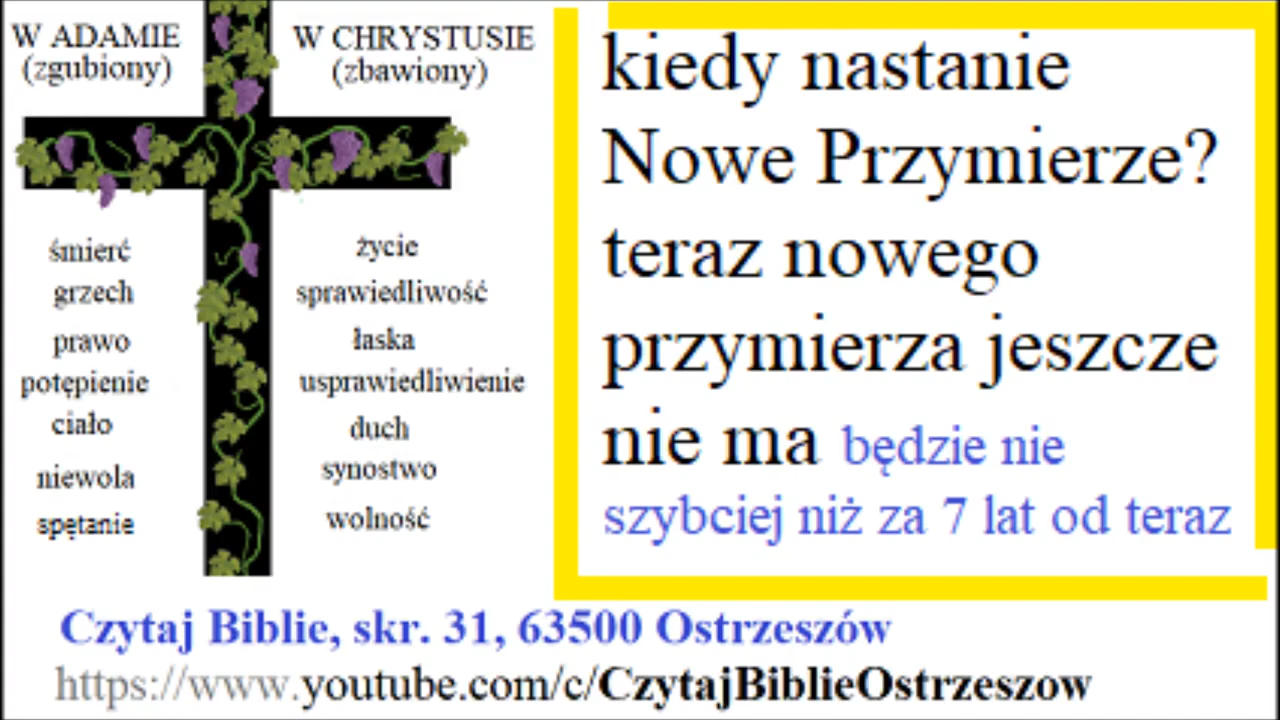 W ADAMIE
(zgubiony)
W CHRYSTUSIE
(zbawiony)
śmierć
grzech
prawo
potępienie
ciało
niewola
spętanie
życie
sprawiedliwość
łaska
usprawiedliwienie
duch
synostwo
wolność
kiedy nastanie
Nowe Przymierze?
teraz nowego
przymierza jeszcze
nie ma będzie nie
szybciej niż za 7 lat od teraz
Czytaj Biblie, skr. 31, 63500 Ostrzeszów
https://www.youtube.com/c/CzytajBiblieOstrzeszow